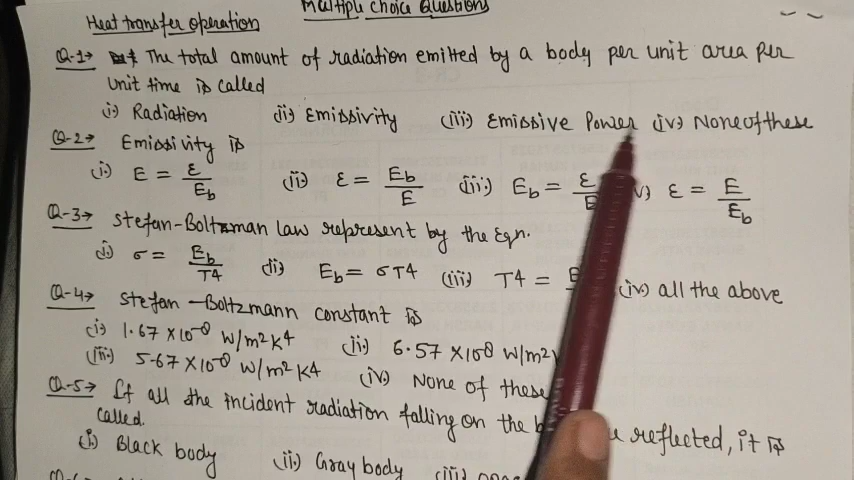 Multiple choice Questions
Heat transfer operation
Q-1→ The total amount of radiation emitted by a body per unit area per
unit time is called
(i) Radiation (ii) Emissivity (iii) Emissive Power (iv) None of these
Q-2→ Emissivity is
(i) E = ε/Eb (ii) ε = Eb/E (iii) Eb = ε/E (iv) ε = E/Eb
Q-3→ Stefan-Boltzman law represent by the Eqn.
(i) σ = Eb/T4 (ii) Eb = σT4 (iii) T4 = (iv) all the above
Q-4→ Stefan-Boltzmann constant is
(i) 1.67 × 10⁻⁸ W/m²K⁴ (ii) 6.57 × 10⁻⁸ W/m²
(iii) 5.67 × 10⁻⁸ W/m²K⁴ (iv) None of these
Q-5→ If all the incident radiation falling on the reflected, it is
called.
(i) Black body (ii) Gray body (iii)